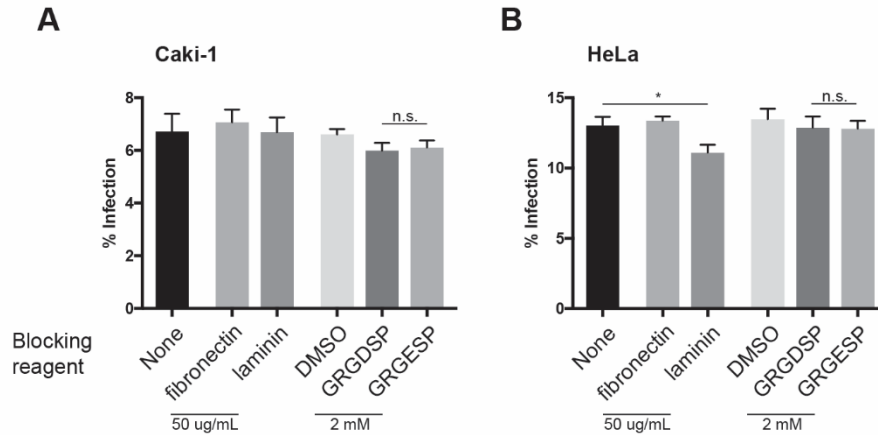 A
Caki-1
% Infection
8
6
4
2
0
n.s.
Blocking
reagent
None
fibronectin
laminin
DMSO
GRGDSP
GRGESP
50 ug/mL
2 mM
B
HeLa
% Infection
15
10
5
0
*
n.s.
None
fibronectin
laminin
DMSO
GRGDSP
GRGESP
50 ug/mL
2 mM